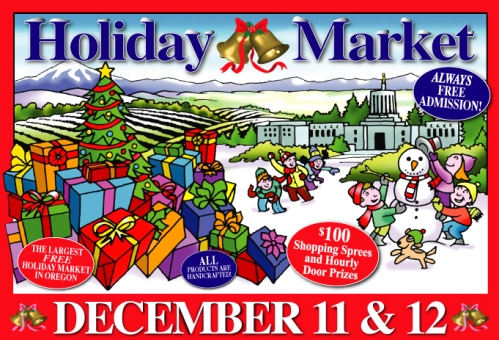 Holiday Market
ALWAYS
FREE
ADMISSION!
THE LARGEST
FREE
HOLIDAY MARKET
IN OREGON
ALL
PRODUCTS ARE
HANDCRAFTED!
$100
Shopping Sprees
and Hourly
Door Prizes
DECEMBER 11 & 12